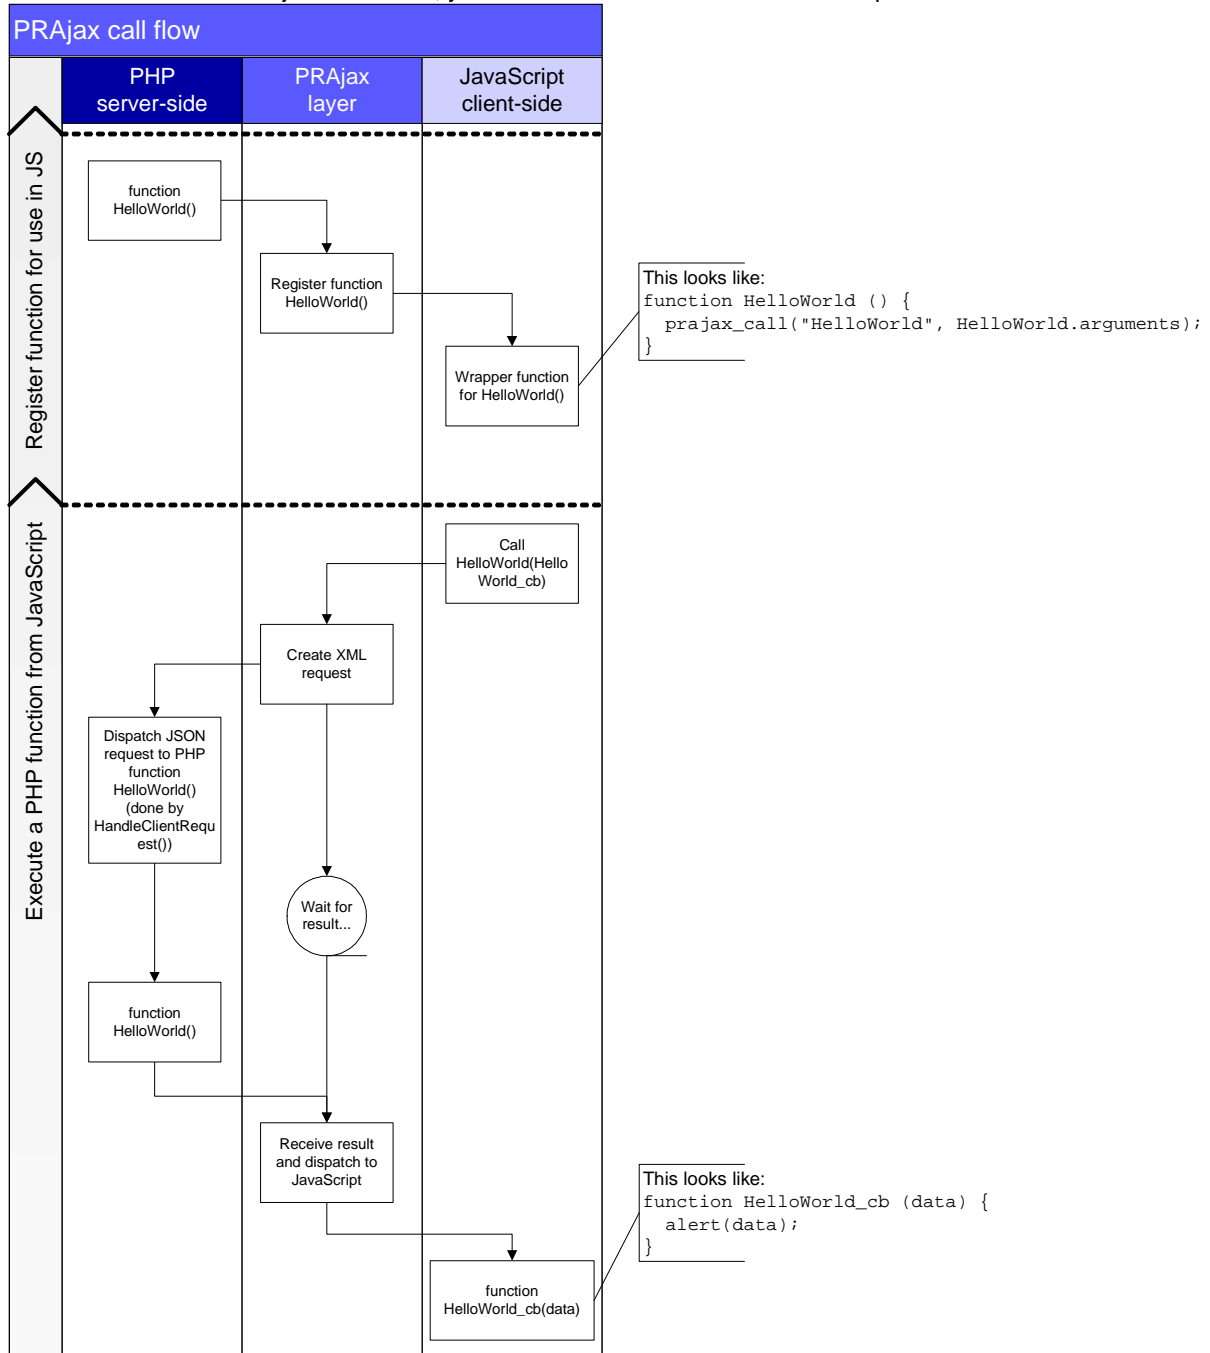 PRAjax call flow
PHP
server-side
PRAjax
layer
JavaScript
client-side
Register function for use in JS
function
HelloWorld()
Register function
HelloWorld()
Wrapper function
for HelloWorld()
This looks like:
function HelloWorld () {
prajax_call("HelloWorld", HelloWorld.arguments);
}
Execute a PHP function from JavaScript
Call
HelloWorld(Hello
World_cb)
Create XML
request
Dispatch JSON
request to PHP
function
HelloWorld()
(done by
HandleClientRequ
est())
Wait for
result...
function
HelloWorld()
Receive result
and dispatch to
JavaScript
function
HelloWorld_cb(data)
This looks like:
function HelloWorld_cb (data) {
alert(data);
}